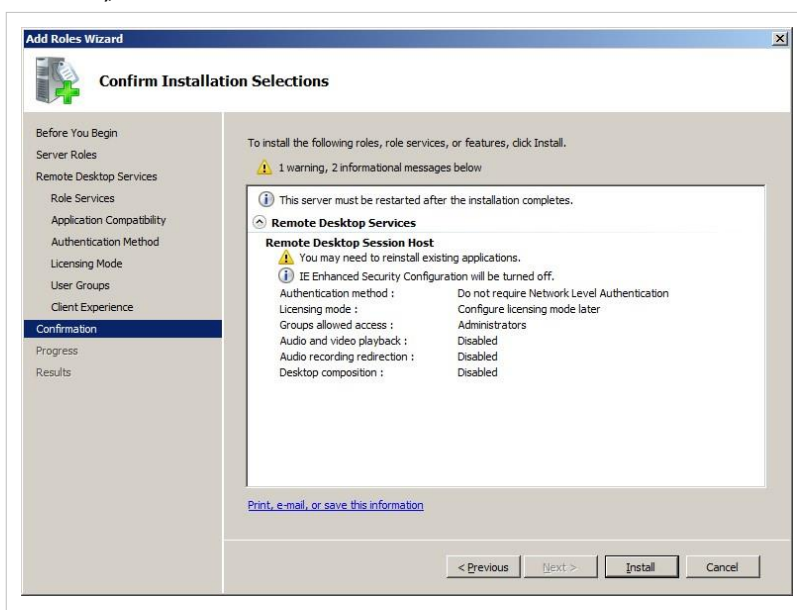 Add Roles Wizard
Confirm Installation Selections
Before You Begin
Server Roles
Remote Desktop Services
Role Services
Application Compatibility
Authentication Method
Licensing Mode
User Groups
Client Experience
Confirmation
Progress
Results
To install the following roles, role services, or features, click Install.
1 warning, 2 informational messages below
This server must be restarted after the installation completes.
Remote Desktop Services
Remote Desktop Session Host
You may need to reinstall existing applications.
IE Enhanced Security Configuration will be turned off.
Authentication method : Do not require Network Level Authentication
Licensing mode : Configure licensing mode later
Groups allowed access : Administrators
Audio and video playback : Disabled
Audio recording redirection : Disabled
Desktop composition : Disabled
Print, e-mail, or save this information
< Previous Next > Install Cancel